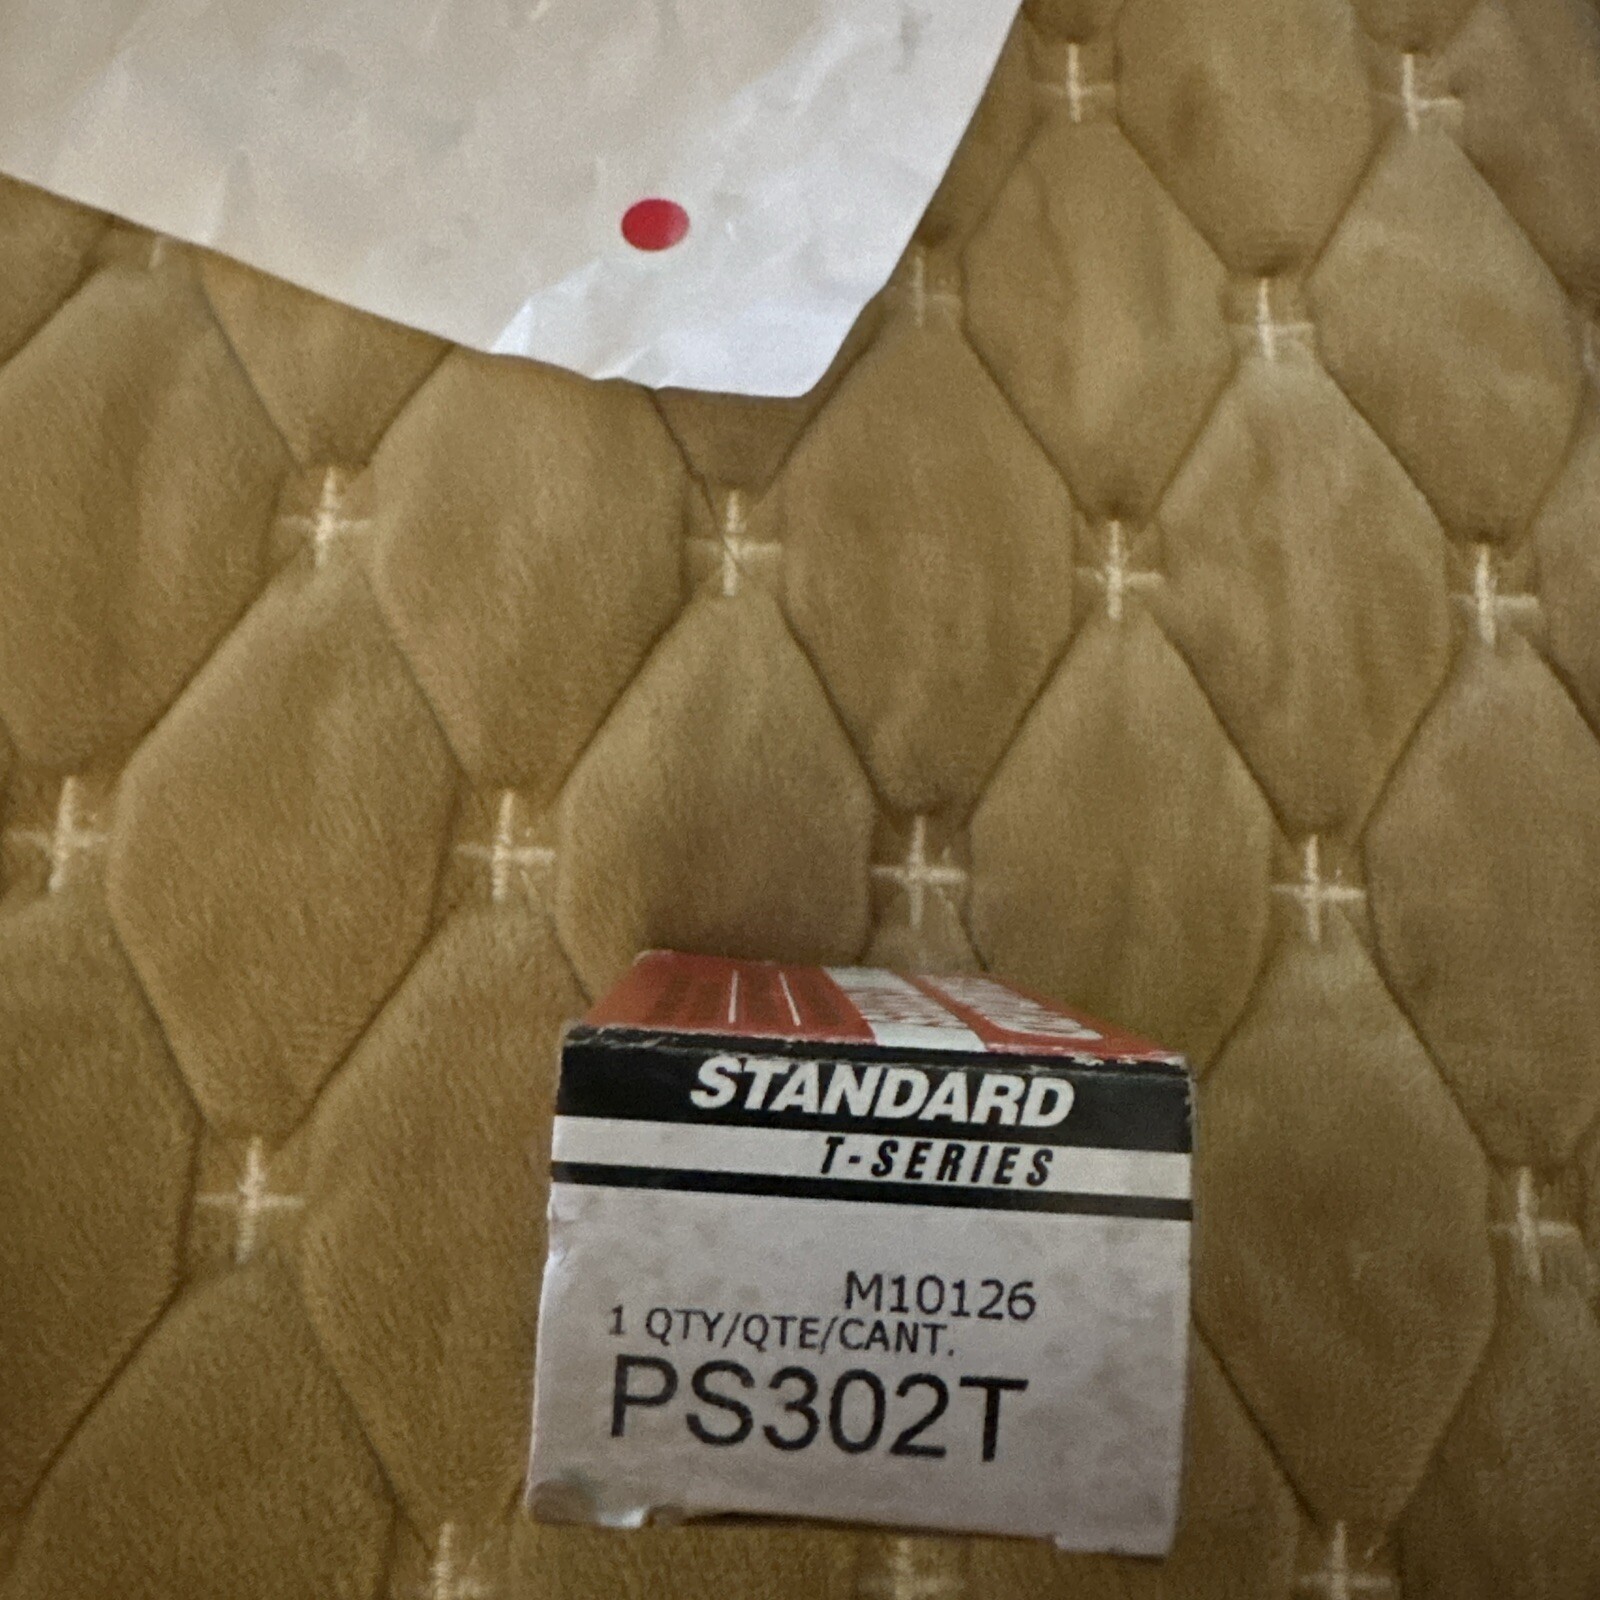 STANDARD
T-SERIES
M10126
1 QTY/QTE/CANT.
PS302T